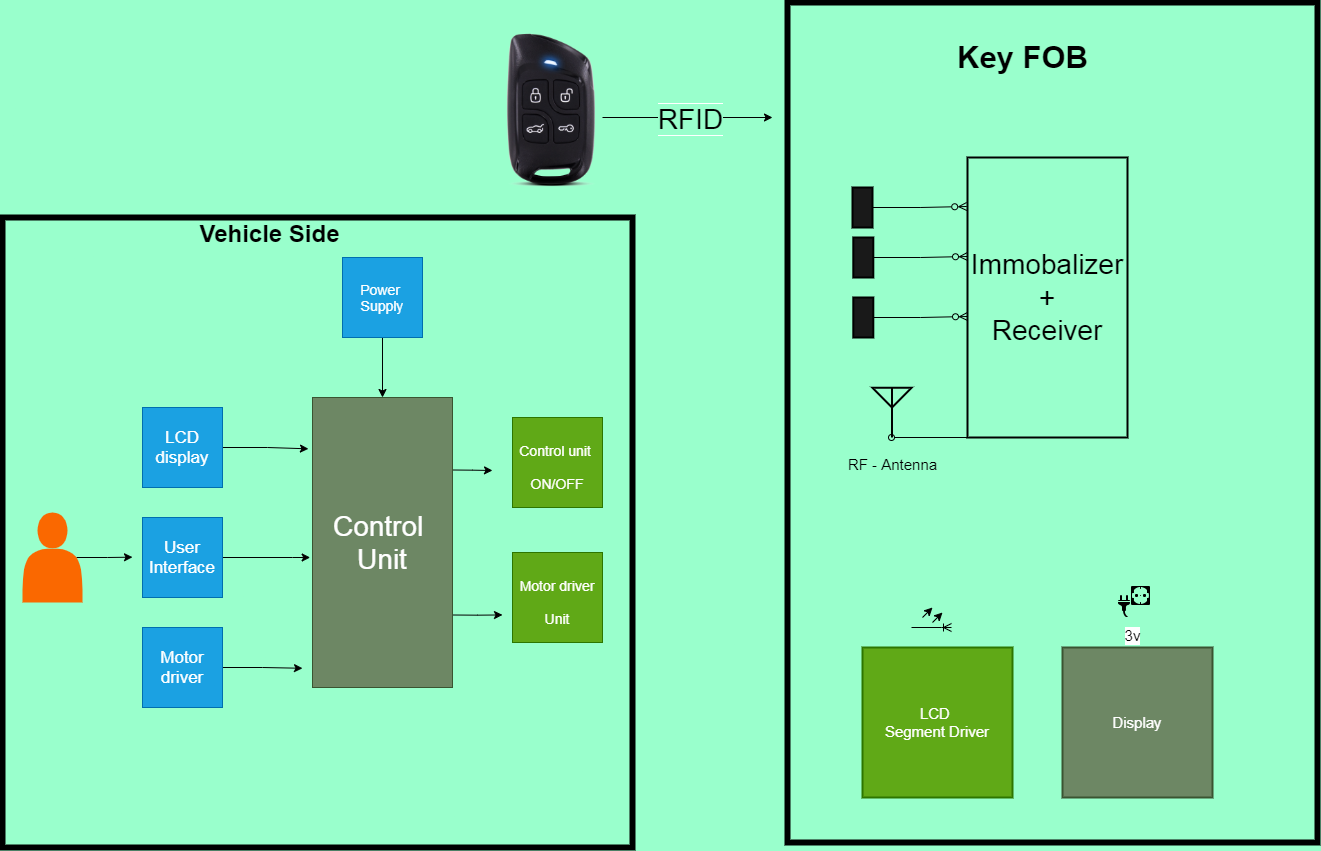 Key FOB
RFID
Vehicle Side
Power
Supply
LCD
display
User
Interface
Motor
driver
Control
Unit
Control unit
ON/OFF
Motor driver
Unit
Immobalizer
+
Receiver
RF - Antenna
3v
LCD
Segment Driver
Display